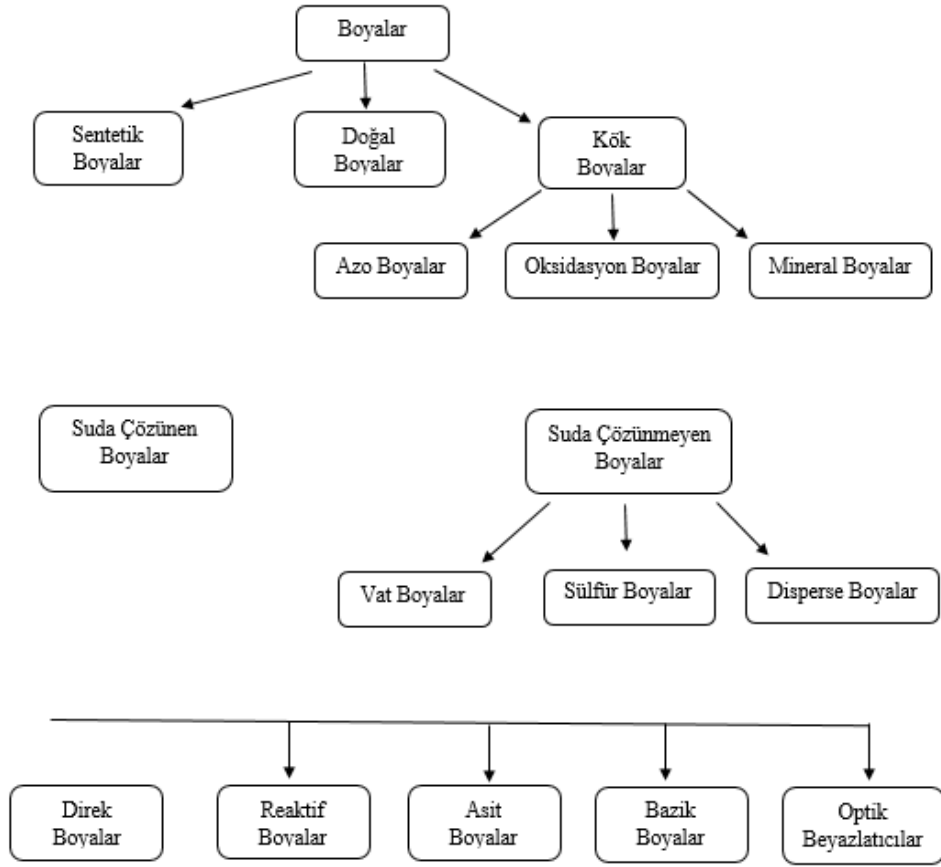 Boyalar
Sentetik
Boyalar
Doğal
Boyalar
Kök
Boyalar
Azo Boyalar
Oksidasyon Boyalar
Mineral Boyalar
Suda Çözünen
Boyalar
Suda Çözünmeyen
Boyalar
Vat Boyalar
Sülfür Boyalar
Disperse Boyalar
Direk
Boyalar
Reaktif
Boyalar
Asit
Boyalar
Bazik
Boyalar
Optik
Beyazlatıcılar